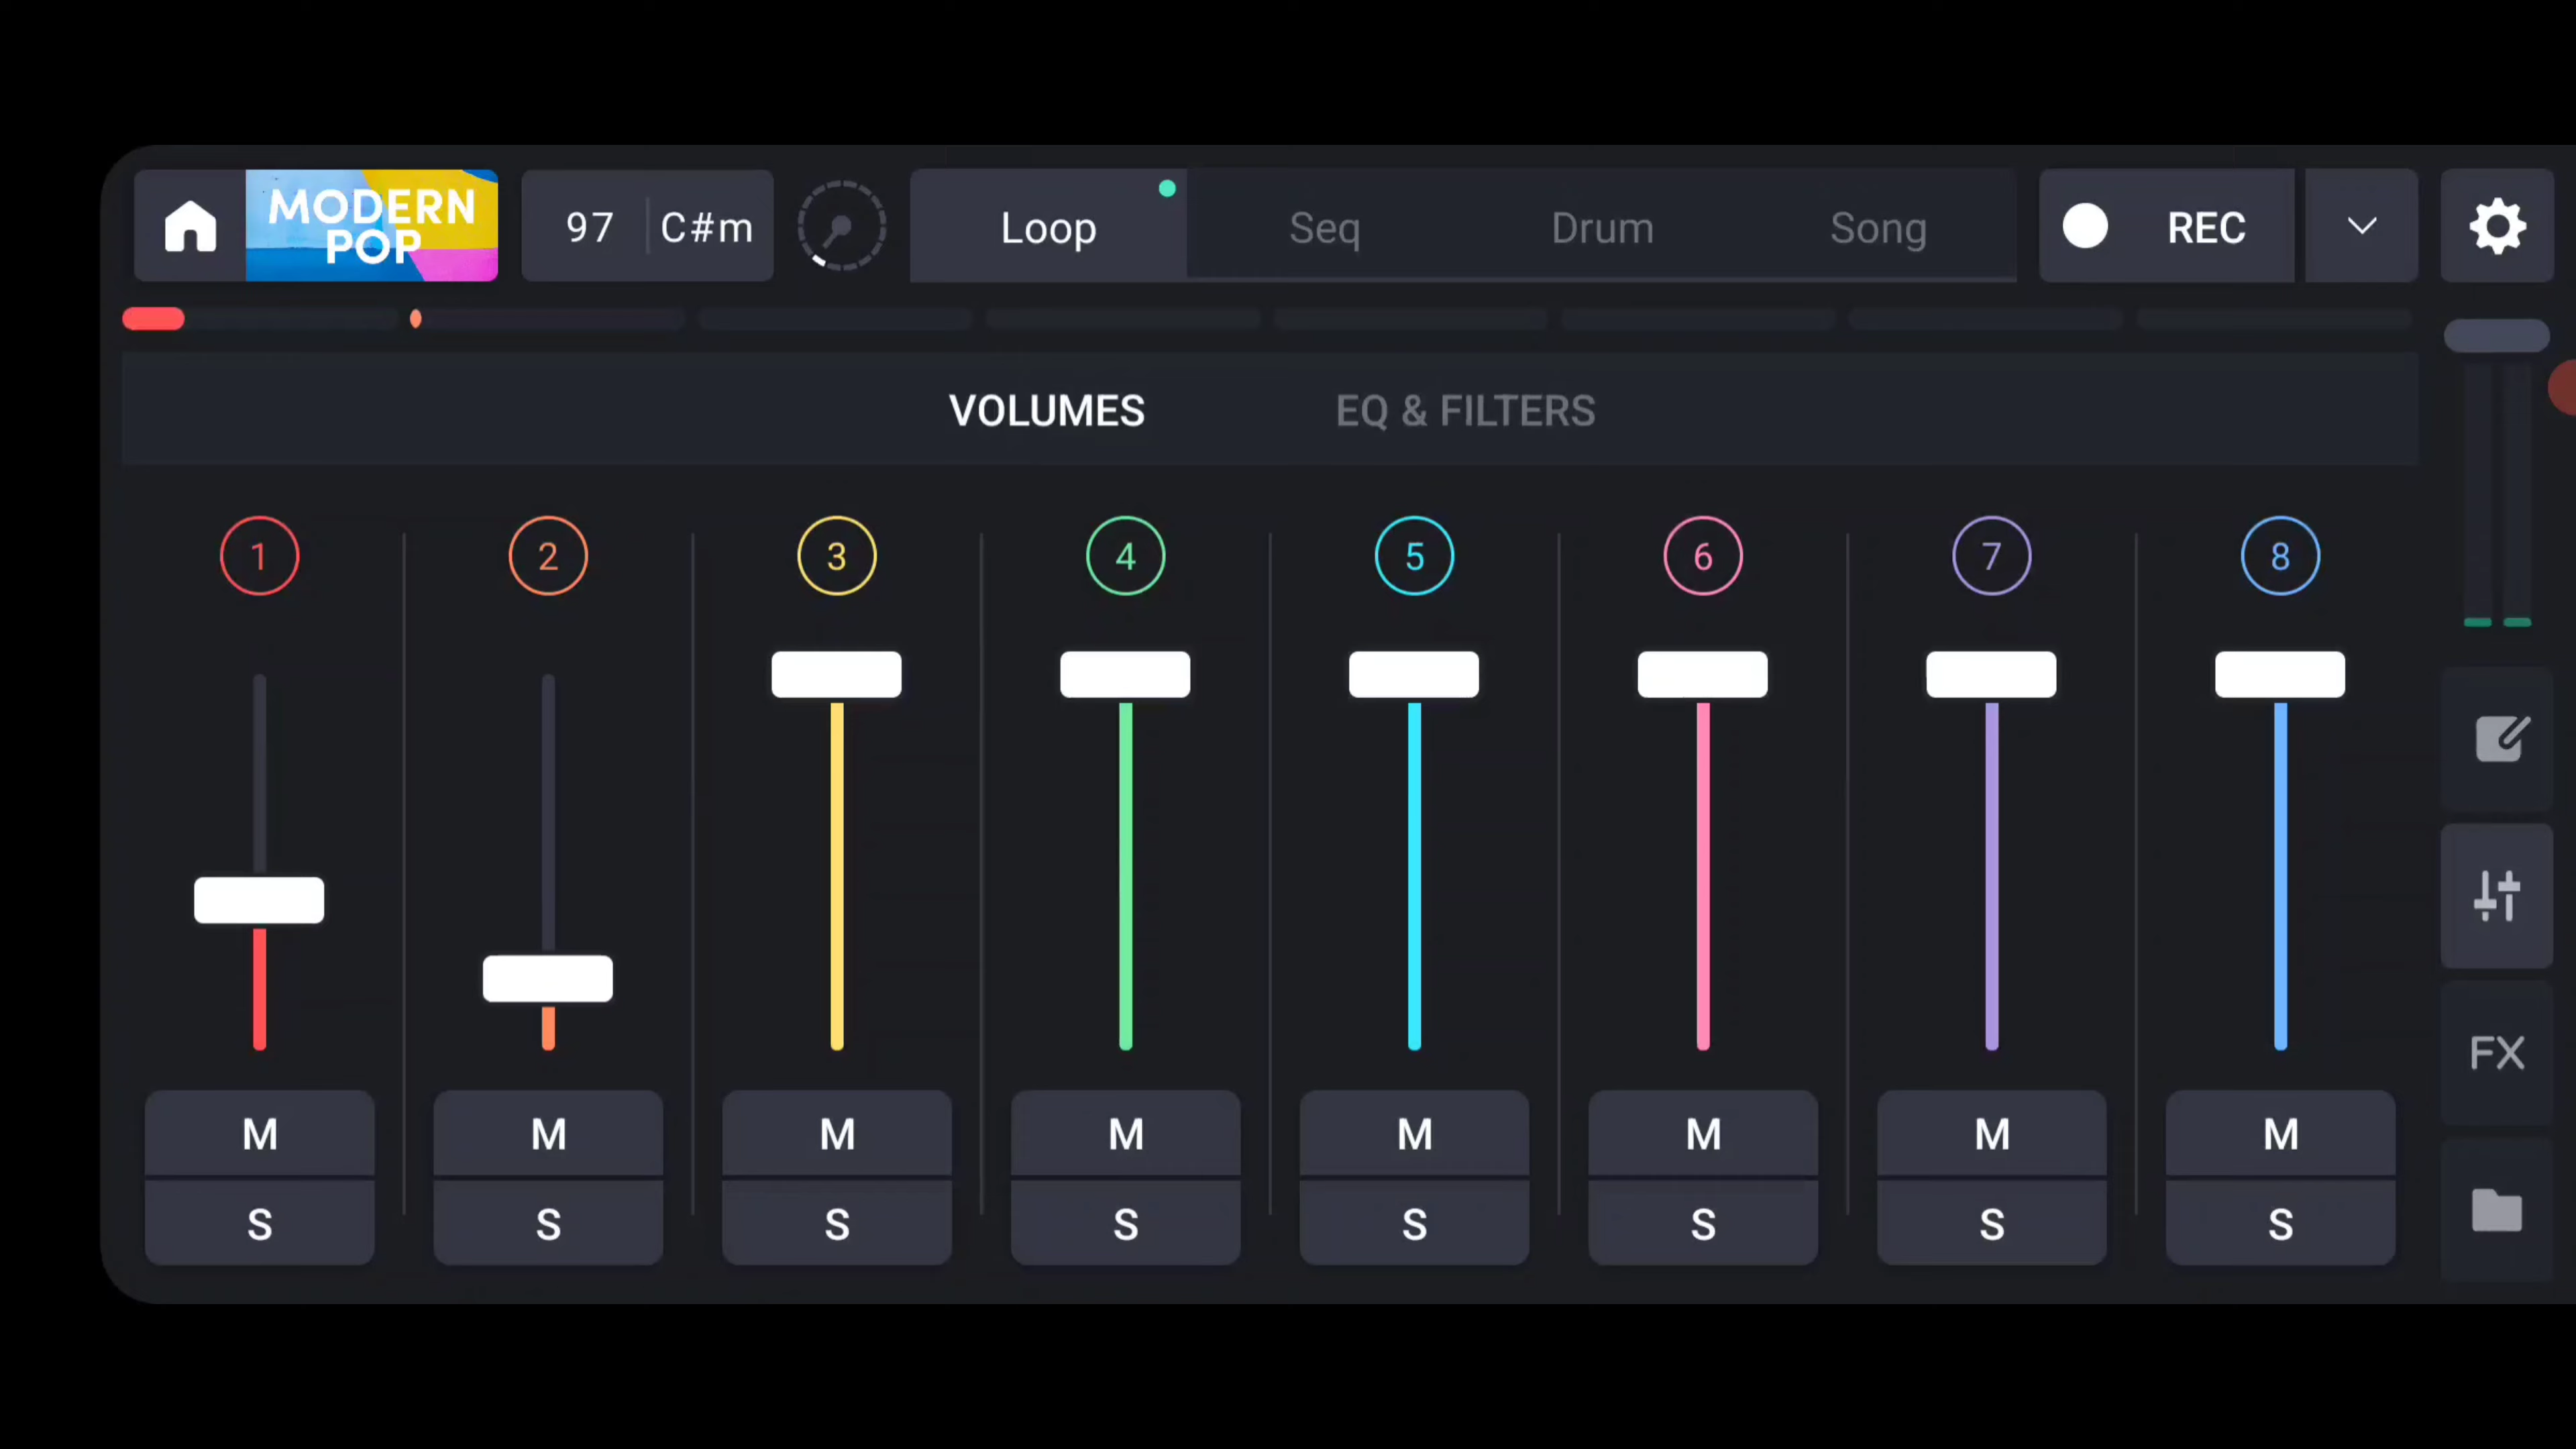 MODERN
POP
97 C#m
Loop Seq Drum Song
REC
VOLUMES EQ & FILTERS
1 2 3 4 5 6 7 8
M M M M M M M M
FX
S S S S S S S S